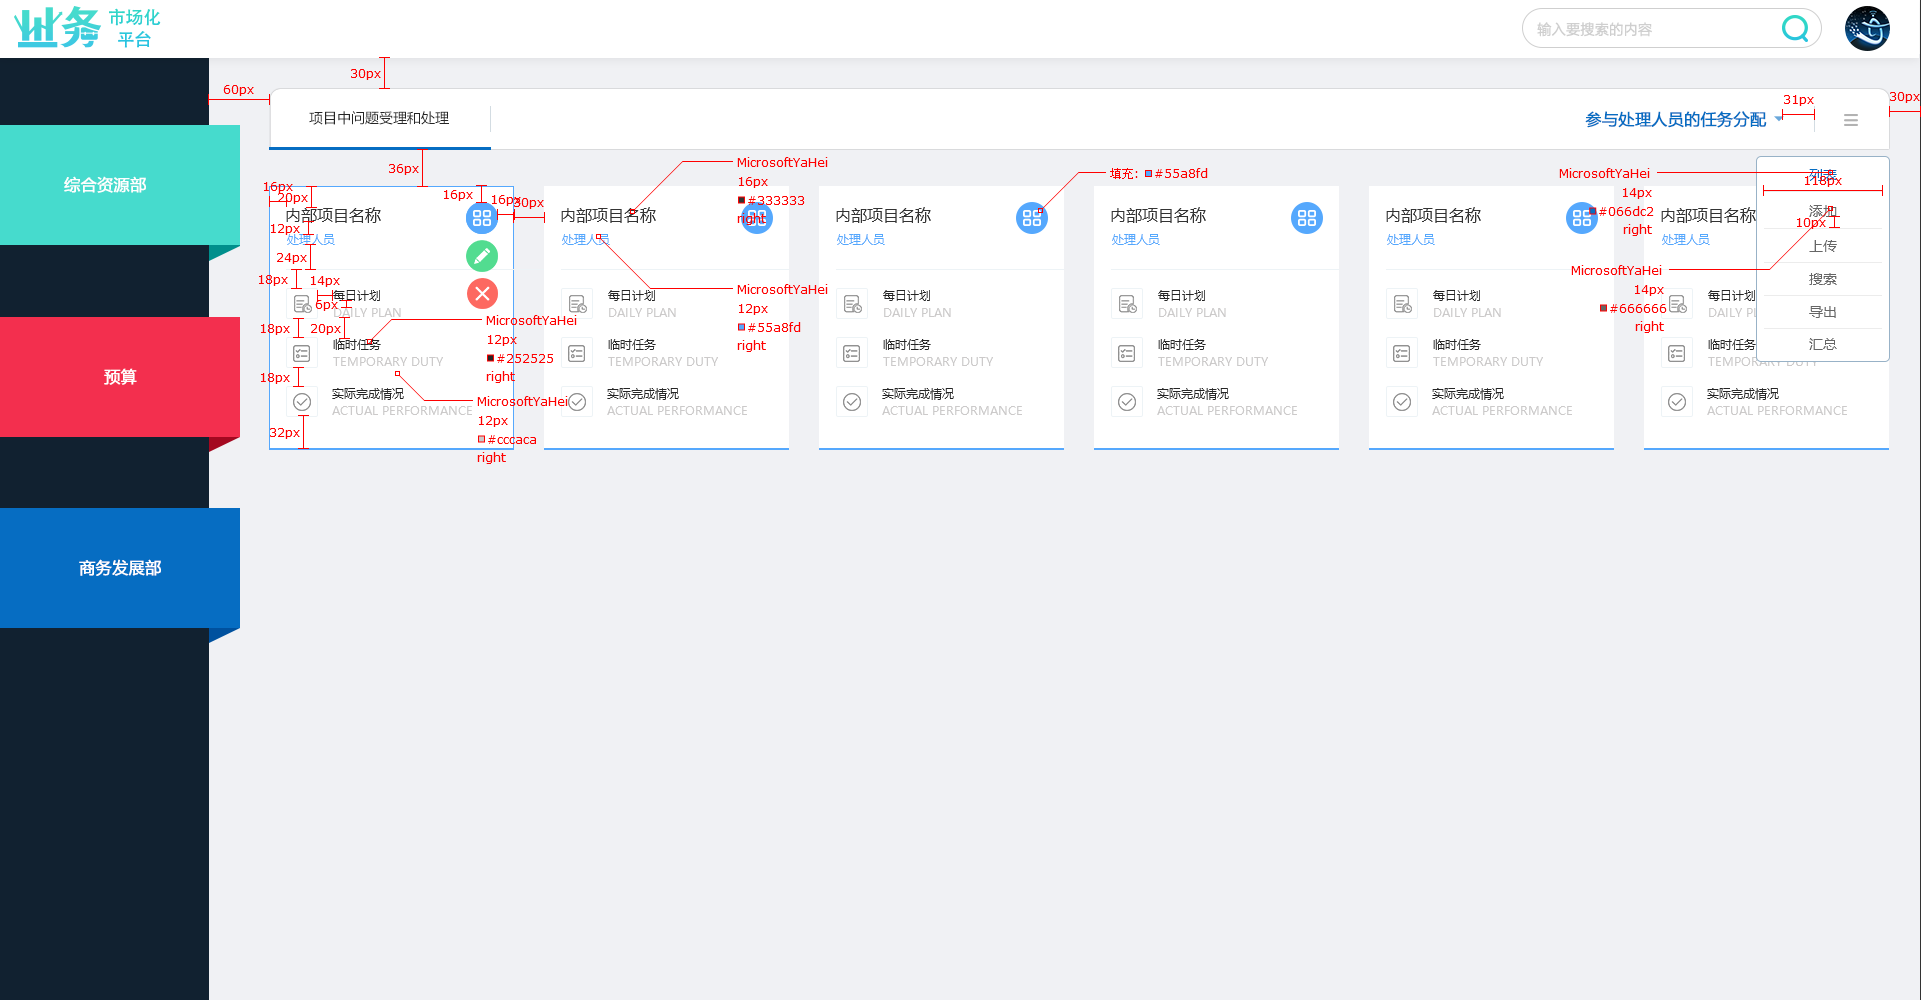 业务 市场化
平台
输入要搜索的内容
30px
60px
31px
30px
项目中问题受理和处理
参与处理人员的任务分配
综合资源部
预算
商务发展部
36px
16px
20px
12px
24px
18px
14px
6px
18px
20px
18px
32px
16px
16px
30px
内部项目名称
处理人员
每日计划
DAILY PLAN
临时任务
TEMPORARY DUTY
实际完成情况
ACTUAL PERFORMANCE
MicrosoftYaHei
12px
#252525
right
MicrosoftYaHei
12px
#cccaca
right
内部项目名称
处理人员
每日计划
DAILY PLAN
临时任务
TEMPORARY DUTY
实际完成情况
ACTUAL PERFORMANCE
MicrosoftYaHei
16px
#333333
right
MicrosoftYaHei
12px
#55a8fd
right
内部项目名称
处理人员
每日计划
DAILY PLAN
临时任务
TEMPORARY DUTY
实际完成情况
ACTUAL PERFORMANCE
填充: #55a8fd
内部项目名称
处理人员
每日计划
DAILY PLAN
临时任务
TEMPORARY DUTY
实际完成情况
ACTUAL PERFORMANCE
内部项目名称
处理人员
每日计划
DAILY PLAN
临时任务
TEMPORARY DUTY
实际完成情况
ACTUAL PERFORMANCE
MicrosoftYaHei
14px
#066dc2
right
MicrosoftYaHei
14px
#666666
right
内部项目名称
处理人员
每日计划
DAILY PLAN
临时任务
TEMPORARY
实际完成情况
ACTUAL PERFORMANCE
列表
118px
添加
10px
上传
搜索
导出
汇总